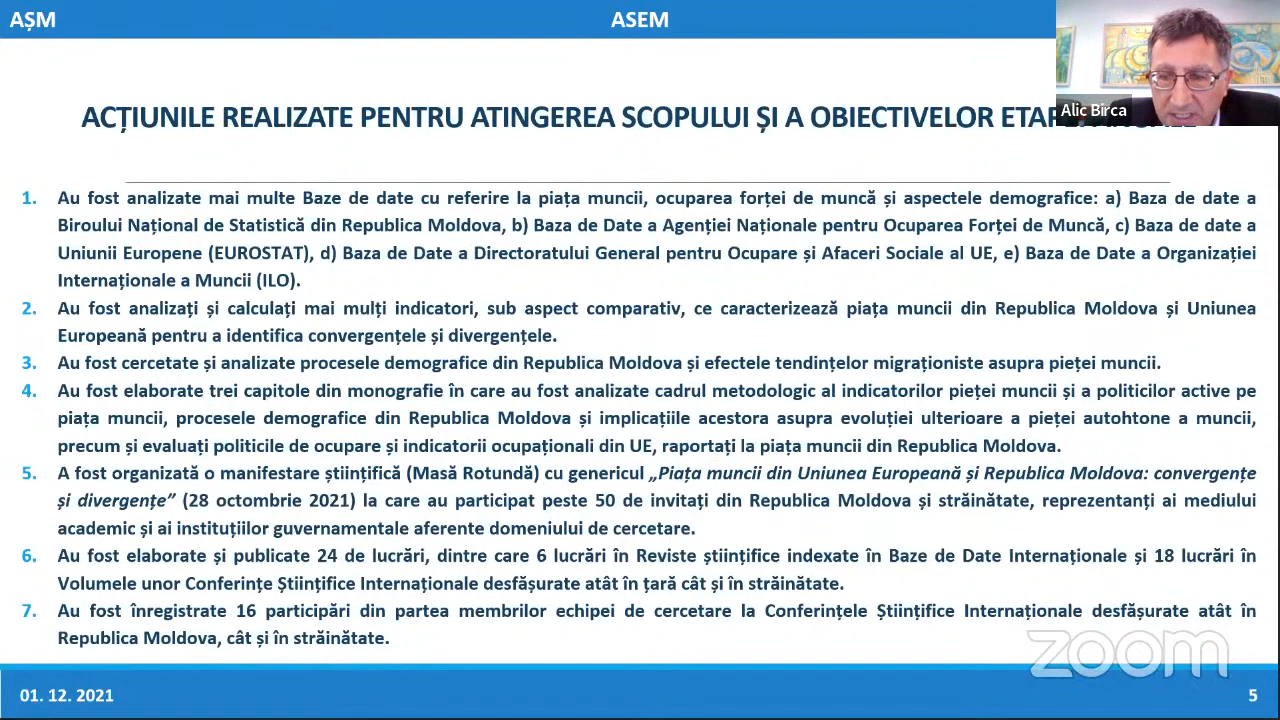 AȘM
ASEM
Alic Bîrca
ACȚIUNILE REALIZATE PENTRU ATINGEREA SCOPULUI ȘI A OBIECTIVELOR
1. Au fost analizate mai multe Baze de date cu referire la piața muncii, ocuparea forței de muncă și aspectele demografice: a) Baza de date a
Biroului Național de Statistică din Republica Moldova, b) Baza de Date a Agenției Naționale pentru Ocuparea Forței de Muncă, c) Baza de date a
Uniunii Europene (EUROSTAT), d) Baza de Date a Directoratului General pentru Ocupare și Afaceri Sociale al UE, e) Baza de Date a Organizației
Internaționale a Muncii (ILO).
2. Au fost analizați și calculați mai mulți indicatori, sub aspect comparativ, ce caracterizează piața muncii din Republica Moldova și Uniunea
Europeană pentru a identifica convergențele și divergențele.
3. Au fost cercetate și analizate procesele demografice din Republica Moldova și efectele tendințelor migraționiste asupra pieței muncii.
4. Au fost elaborate trei capitole din monografie în care au fost analizate cadrul metodologic al indicatorilor pieței muncii și a politicilor active pe
piața muncii, procesele demografice din Republica Moldova și implicațiile acestora asupra evoluției ulterioare a pieței autohtone a muncii,
precum și evaluați politicile de ocupare și indicatorii ocupaționali din UE, raportați la piața muncii din Republica Moldova.
5. A fost organizată o manifestare științifică (Masă Rotundă) cu genericul „Piața muncii din Uniunea Europeană și Republica Moldova: convergențe
și divergențe” (28 octombrie 2021) la care au participat peste 50 de invitați din Republica Moldova și străinătate, reprezentanți ai mediului
academic și ai instituțiilor guvernamentale aferente domeniului de cercetare.
6. Au fost elaborate și publicate 24 de lucrări, dintre care 6 lucrări în Reviste științifice indexate în Baze de Date Internaționale și 18 lucrări în
Volumele unor Conferințe Științifice Internaționale desfășurate atât în țară cât și în străinătate.
7. Au fost înregistrate 16 participări din partea membrilor echipei de cercetare la Conferințele Științifice Internaționale desfășurate atât în
Republica Moldova, cât și în străinătate.
zoom
01. 12. 2021
5